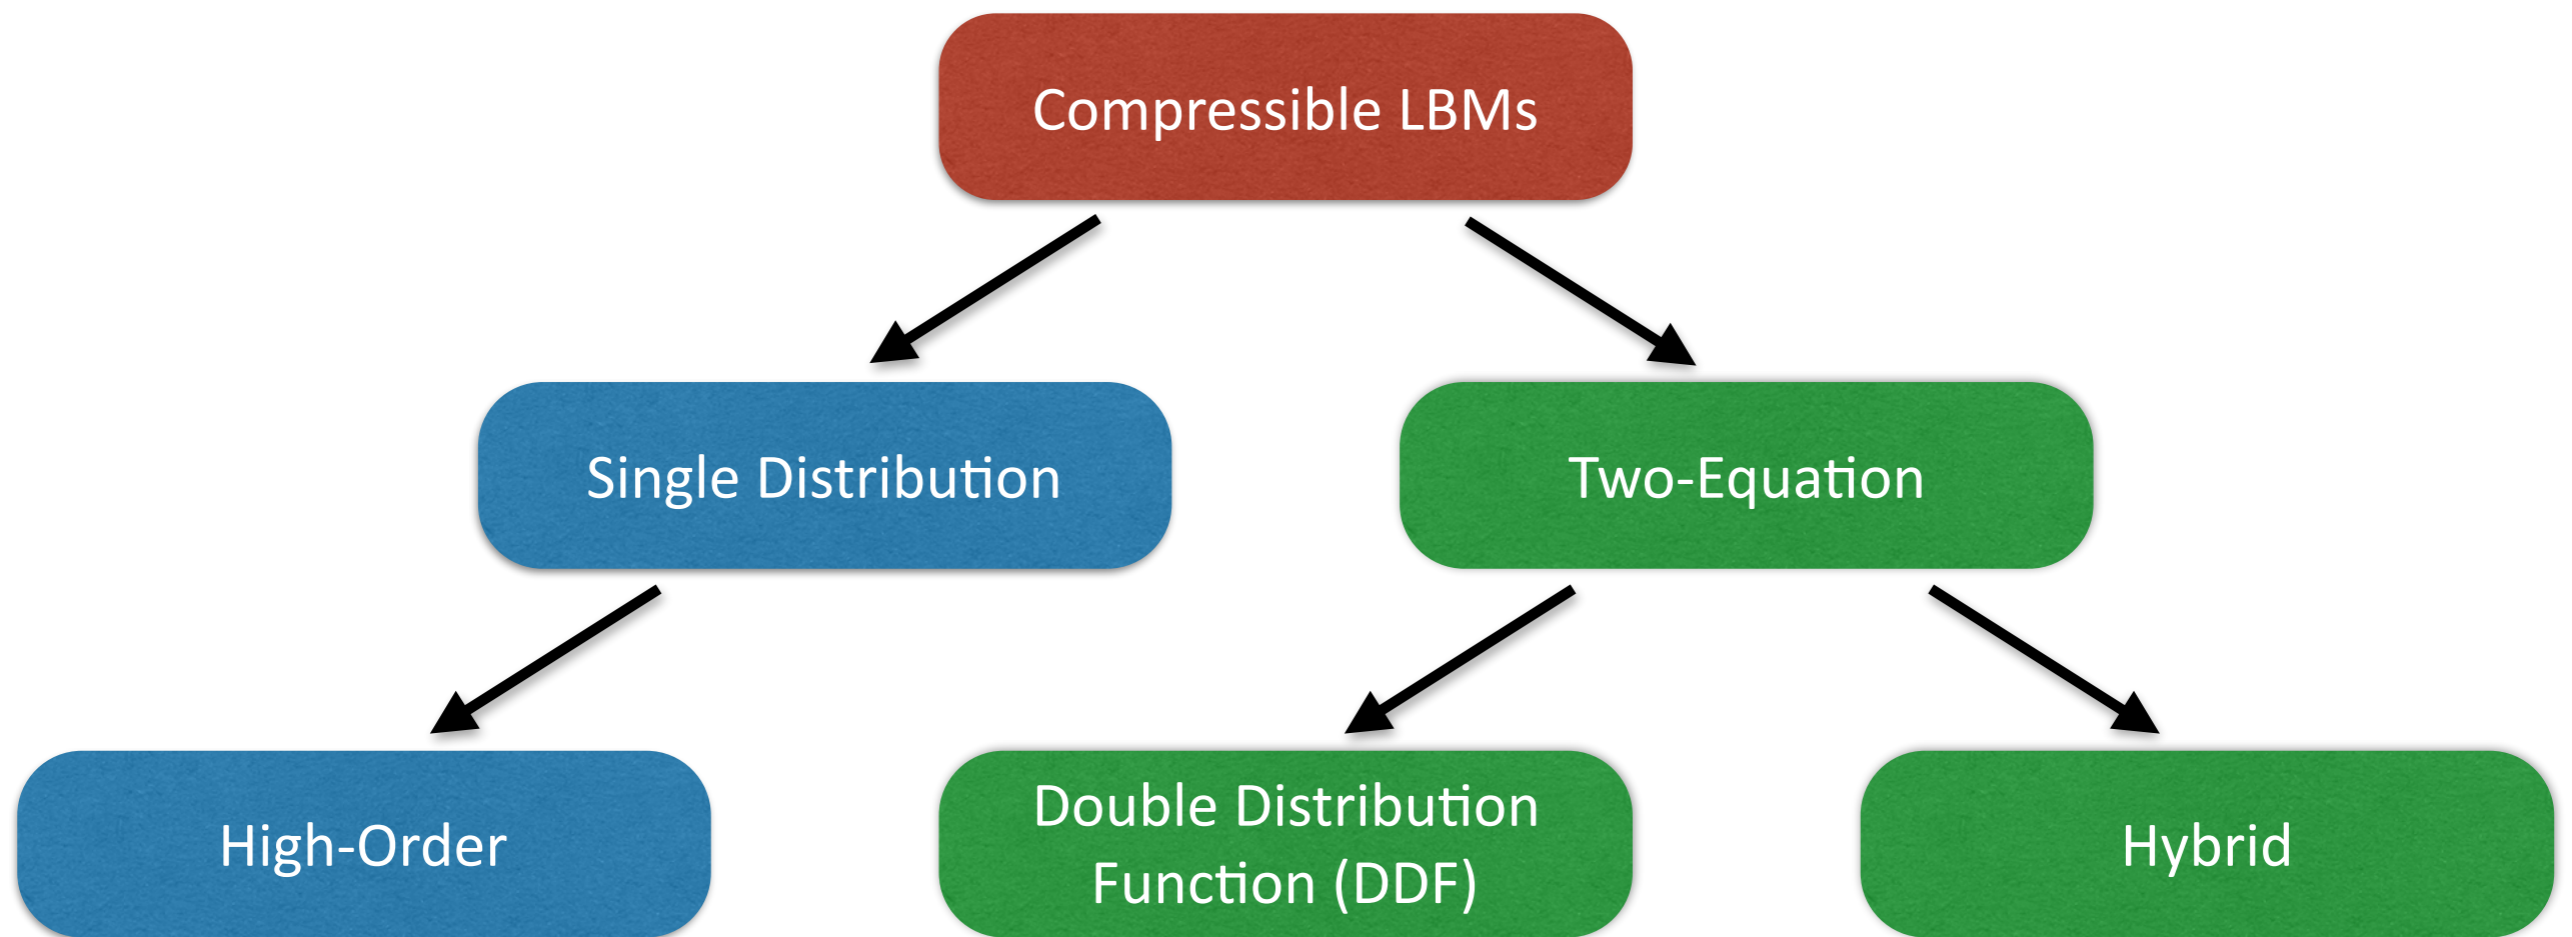 Compressible LBMs
Single Distribution
Two-Equation
High-Order
Double Distribution
Function (DDF)
Hybrid